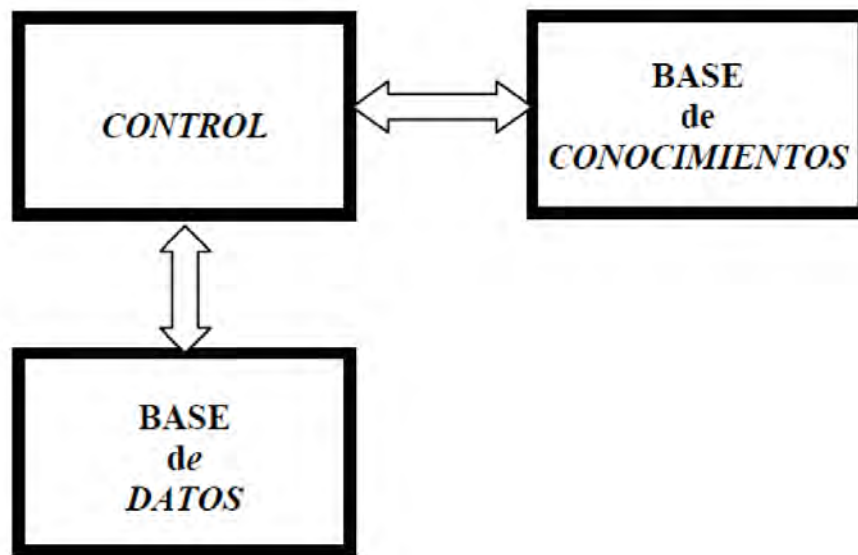 CONTROL
BASE
de
CONOCIMIENTOS
BASE
de
DATOS